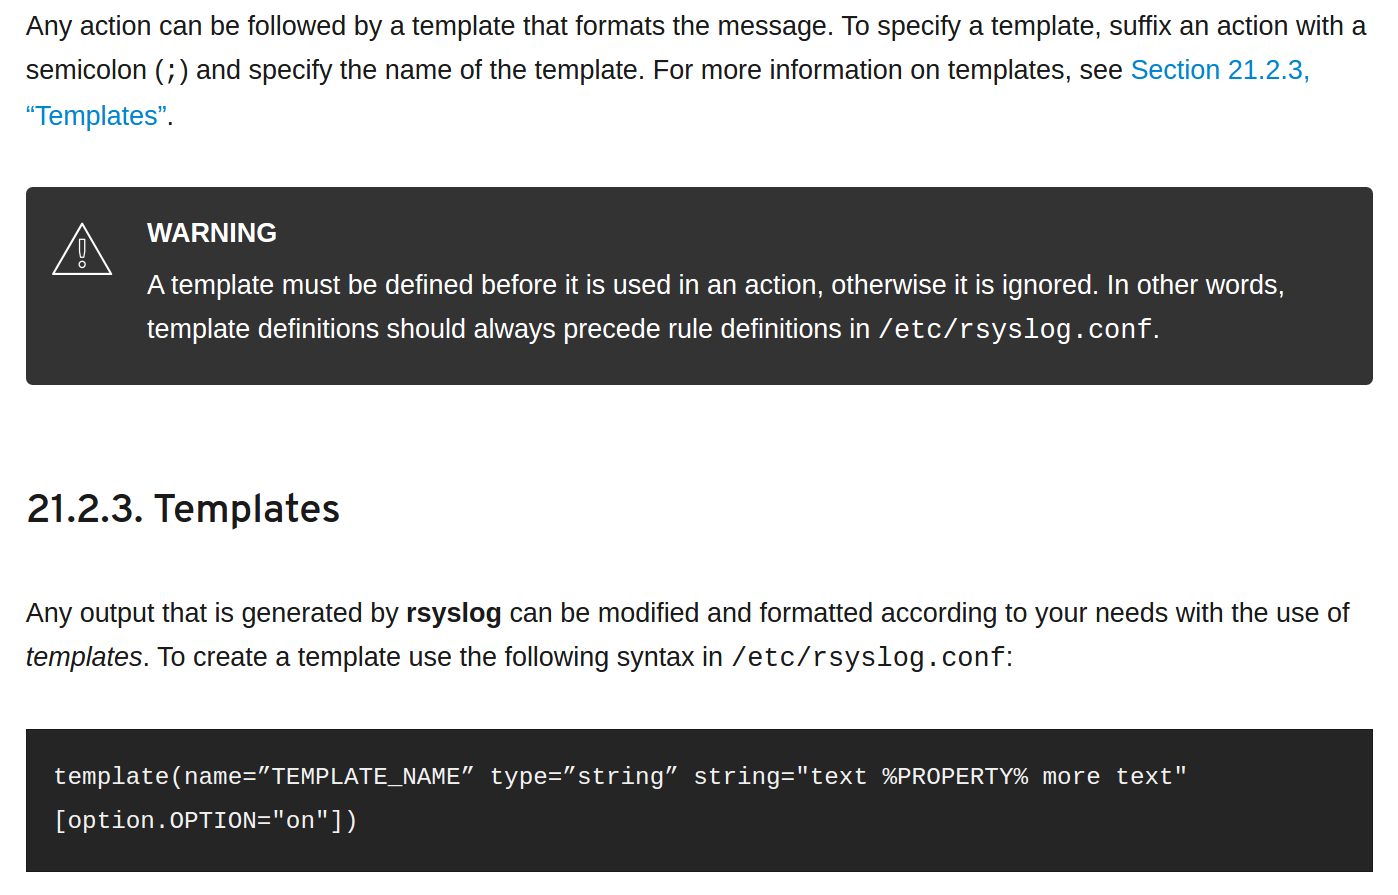 Any action can be followed by a template that formats the message. To specify a template, suffix an action with a
semicolon (;) and specify the name of the template. For more information on templates, see Section 21.2.3,
“Templates”.
WARNING
A template must be defined before it is used in an action, otherwise it is ignored. In other words,
template definitions should always precede rule definitions in /etc/rsyslog.conf.
21.2.3. Templates
Any output that is generated by rsyslog can be modified and formatted according to your needs with the use of
templates. To create a template use the following syntax in /etc/rsyslog.conf:
template(name=”TEMPLATE_NAME” type=”string” string="text %PROPERTY% more text"
[option.OPTION="on"])